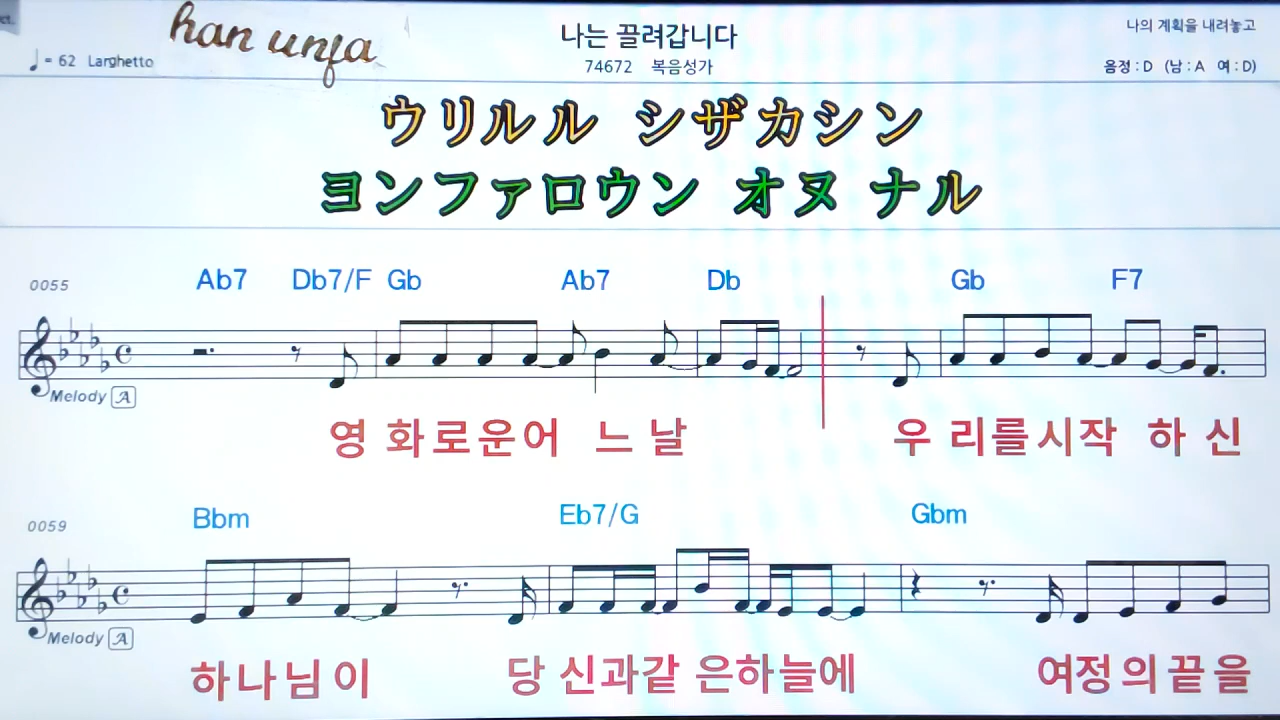 ct.
han unfa
나는 끌려갑니다
나의 계획을 내려놓고
♩= 62 Larghetto
74672 복음성가
음정 : D (남 : A 여 : D)
ウリルル シザカシン
ヨンファロウン オヌ ナル
0055 Ab7 Db7/F Gb Ab7 Db Gb F7
Melody A
영 화로운어 느 날 우 리를시작 하 신
0059 Bbm Eb7/G Gbm
Melody A
하나님이 당 신과같 은하늘에 여정의끝을